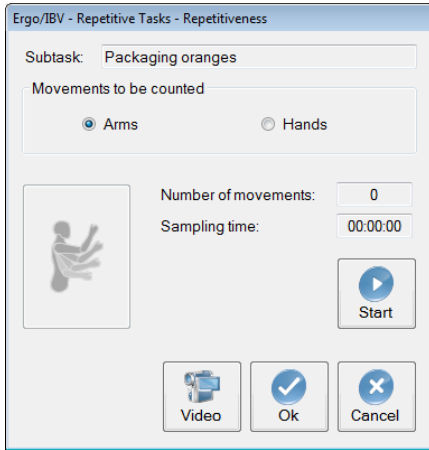 Ergo/IBV - Repetitive Tasks - Repetitiveness
Subtask: Packaging oranges
Movements to be counted
Arms Hands
Number of movements: 0
Sampling time: 00:00:00
Start
Video Ok Cancel